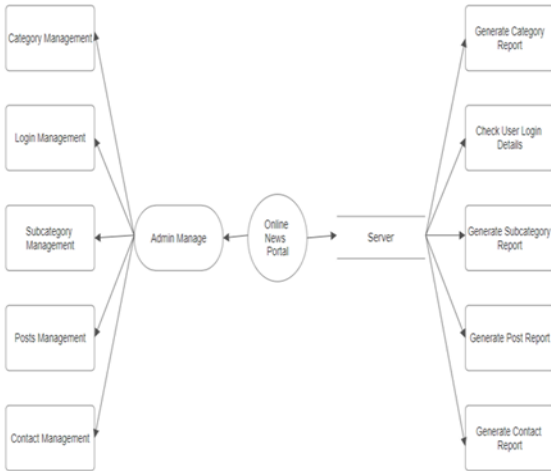 Category Management
Login Management
Subcategory
Management
Posts Management
Contact Management
Admin Manage
Online
News
Portal
Server
Generate Category
Report
Check User Login
Details
Generate Subcategory
Report
Generate Post Report
Generate Contact
Report